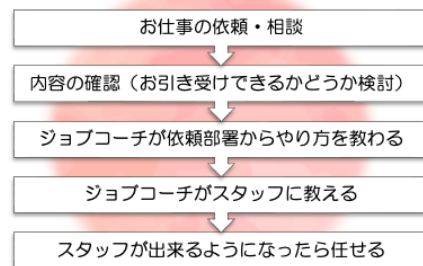 お仕事の依頼・相談
内容の確認（お引き受けできるかどうか検討）
ジョブコーチが依頼部署からやり方を教わる
ジョブコーチがスタッフに教える
スタッフが出来るようになったら任せる